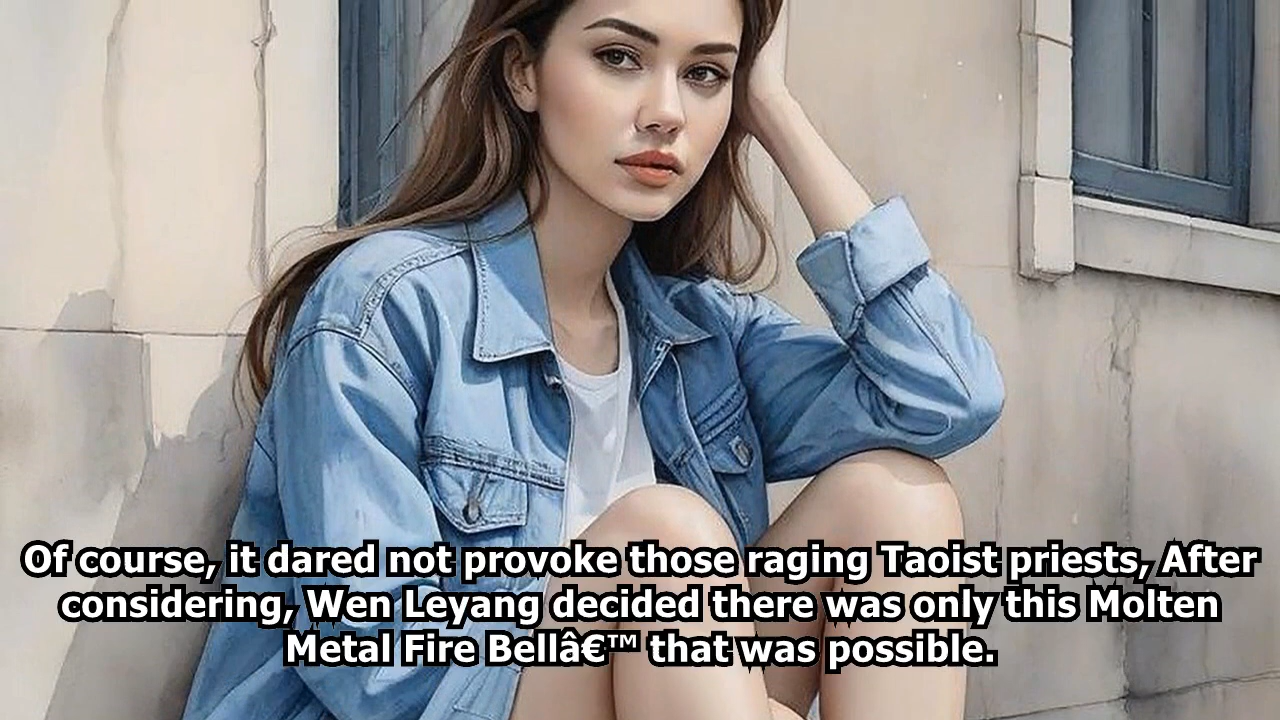 Of course, it dared not provoke those raging Taoist priests, After
considering, Wen Leyang decided there was only this Molten
Metal Fire Bellâ€™ that was possible.